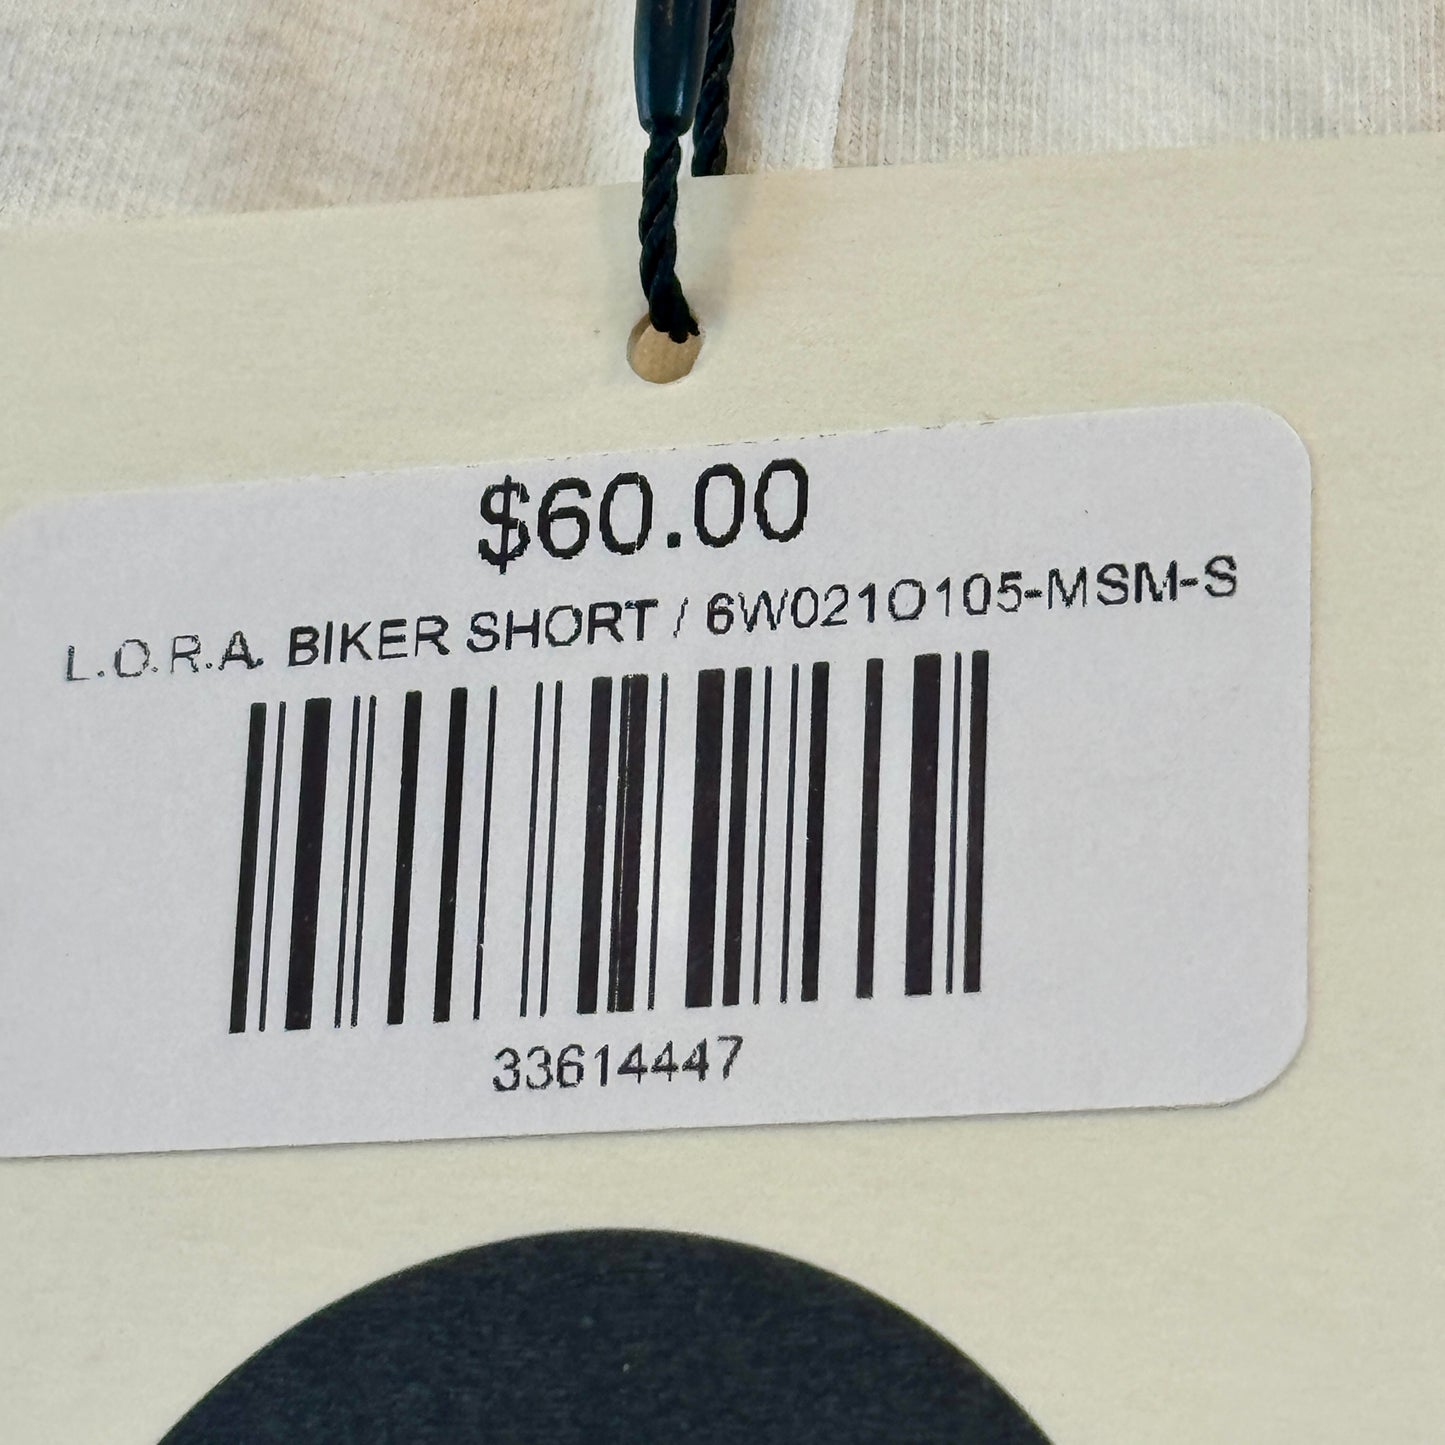 $60.00
L.O.R.A. BIKER SHORT / 6W021O105-MSM-S
33614447